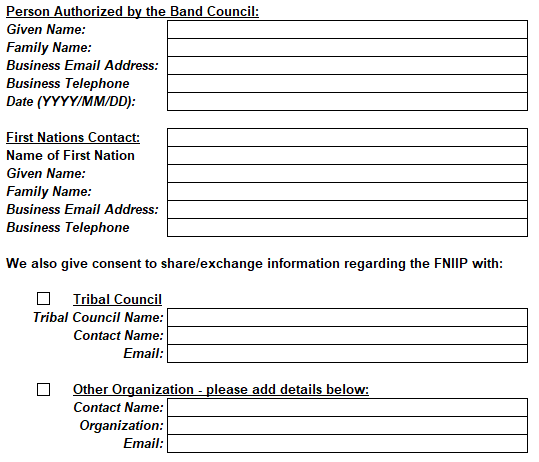 Person Authorized by the Band Council:
Given Name:
Family Name:
Business Email Address:
Business Telephone
Date (YYYY/MM/DD):
First Nations Contact:
Name of First Nation
Given Name:
Family Name:
Business Email Address:
Business Telephone
We also give consent to share/exchange information regarding the FNIIP with:
Tribal Council
Tribal Council Name:
Contact Name:
Email:
Other Organization - please add details below:
Contact Name:
Organization:
Email: